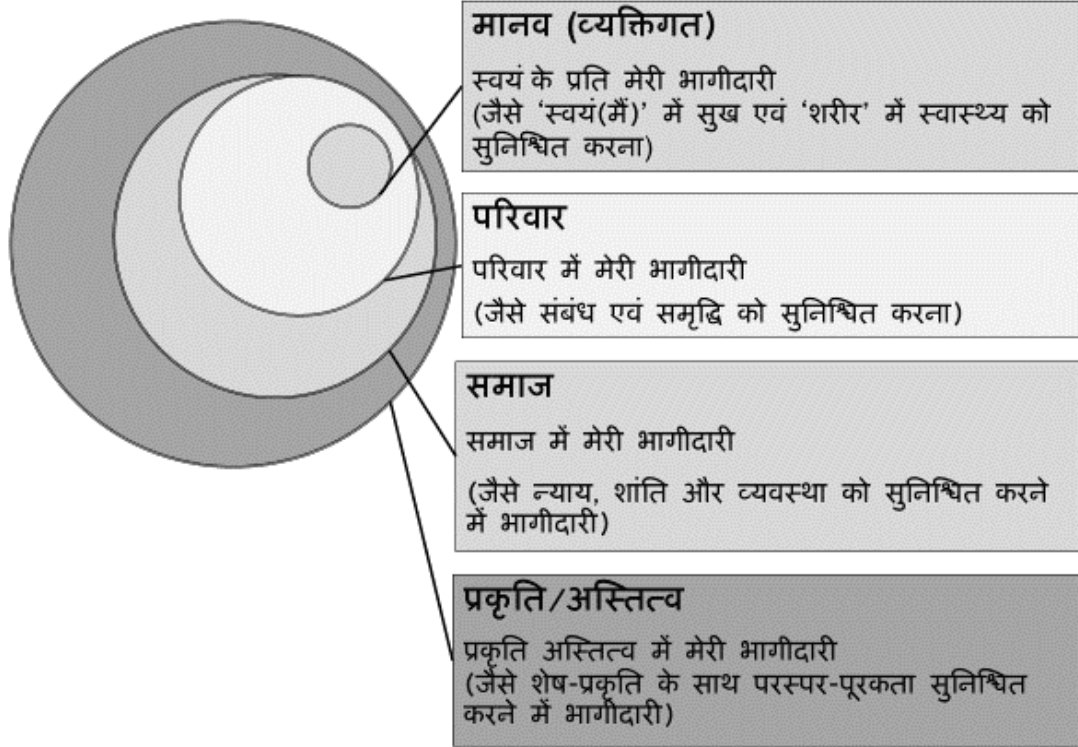 मानव (व्यक्तिगत)
स्वयं के प्रति मेरी भागीदारी
(जैसे ‘स्वयं(मैं)’ में सुख एवं ‘शरीर’ में स्वास्थ्य को
सुनिश्चित करना)
परिवार
परिवार में मेरी भागीदारी
(जैसे संबंध एवं समृद्धि को सुनिश्चित करना)
समाज
समाज में मेरी भागीदारी
(जैसे न्याय, शांति और व्यवस्था को सुनिश्चित करने
में भागीदारी)
प्रकृति/अस्तित्व
प्रकृति अस्तित्व में मेरी भागीदारी
(जैसे शेष-प्रकृति के साथ परस्पर-पूरकता सुनिश्चित
करने में भागीदारी)